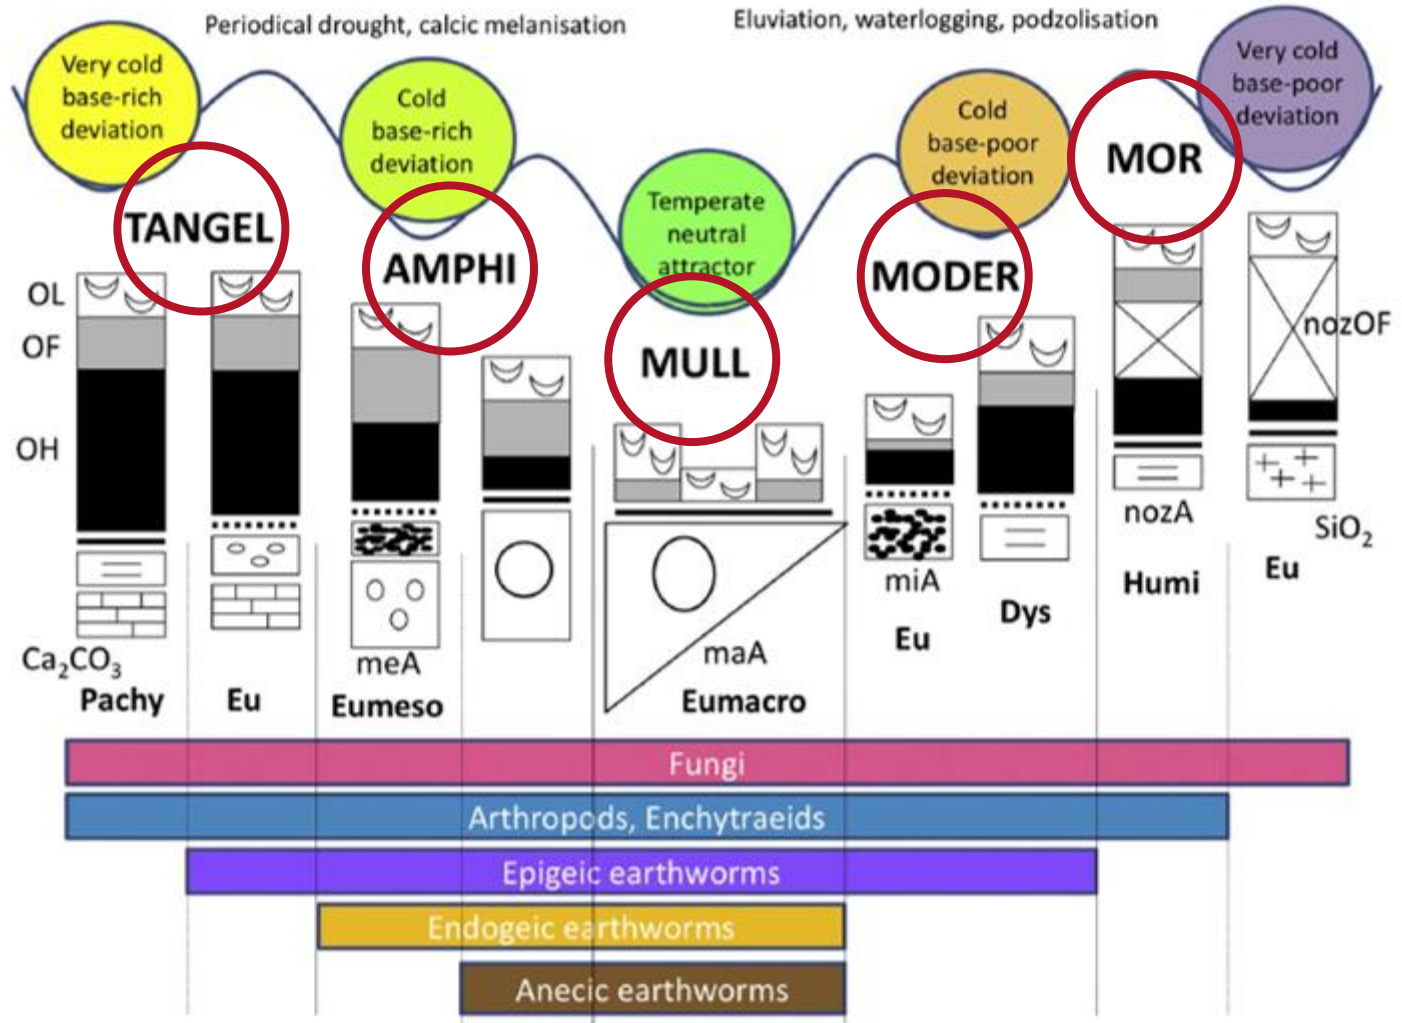 Periodical drought, calcic melanisation
Eluviation, waterlogging, podzolisation
Very cold
base-rich
deviation
Cold
base-rich
deviation
Temperate
neutral
attractor
Cold
base-poor
deviation
Very cold
base-poor
deviation
TANGEL
AMPHI
MULL
MODER
MOR
OL
OF
OH
nozOF
nozA
SiO₂
miA
meA
maA
Ca₂CO₃
Pachy
Eu
Eumeso
Eumacro
Eu
Dys
Humi
Eu
Fungi
Arthropods, Enchytraeids
Epigeic earthworms
Endogeic earthworms
Anecic earthworms